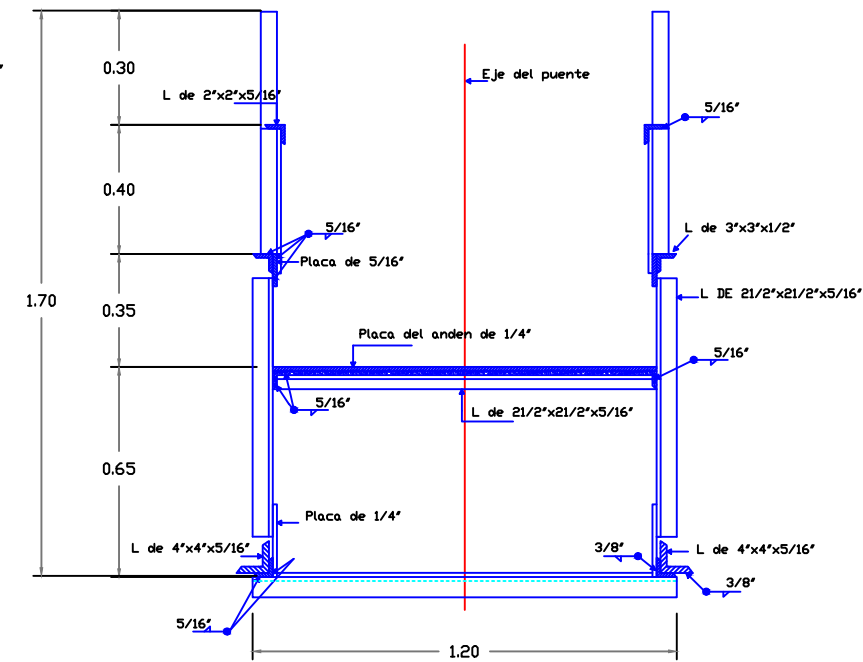 0.30
Eje del puente
L de 2"x2"x5/16"
5/16"
0.40
5/16"
L de 3"x3"x1/2"
Placa de 5/16"
L DE 21/2"x21/2"x5/16"
1.70
0.35
Placa del anden de 1/4"
5/16"
5/16"
L de 21/2"x21/2"x5/16"
0.65
Placa de 1/4"
L de 4"x4"x5/16"
3/8"
L de 4"x4"x5/16"
3/8"
5/16"
1.20